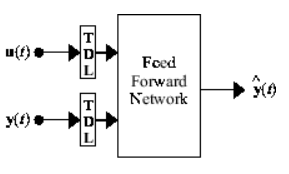 u(t)
T
D
L
Feed
Forward
Network
ŷ(t)
y(t)
T
D
L